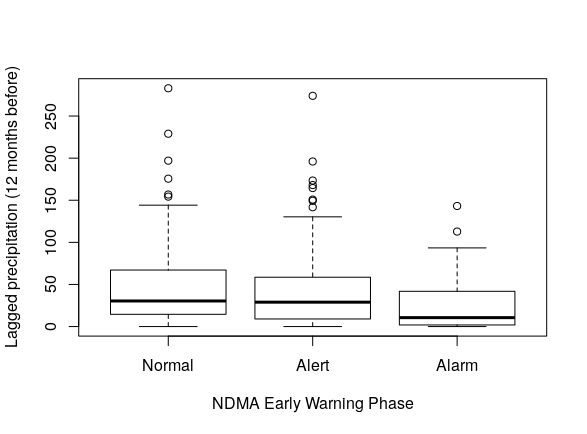 Lagged precipitation (12 months before)
250
200
150
100
50
0
Normal Alert Alarm
NDMA Early Warning Phase